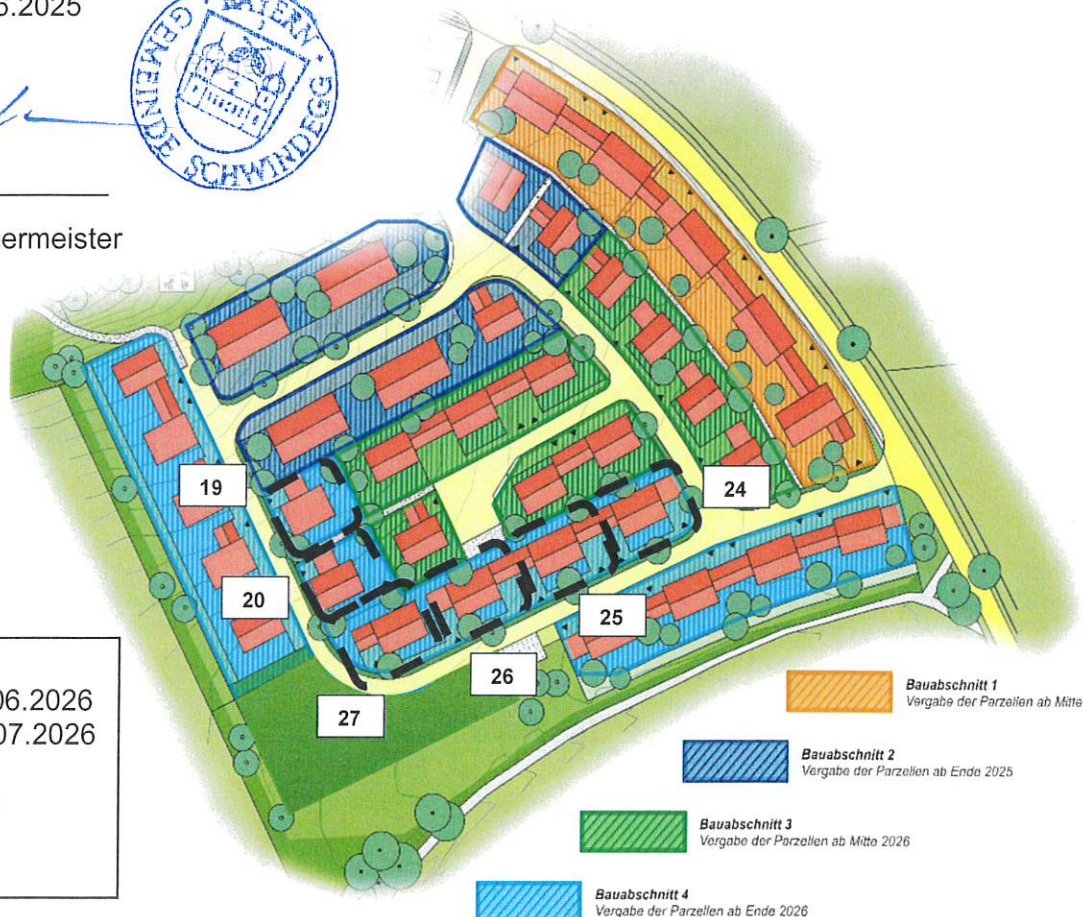 5.2025
BAYERN
GEMEINDE SCHWINDEGG
ermeister
19
20
24
25
26
27
06.2026
07.2026
Bauabschnitt 1
Vergabe der Parzellen ab Mitte
Bauabschnitt 2
Vergabe der Parzellen ab Ende 2025
Bauabschnitt 3
Vergabe der Parzellen ab Mitte 2026
Bauabschnitt 4
Vergabe der Parzellen ab Ende 2026